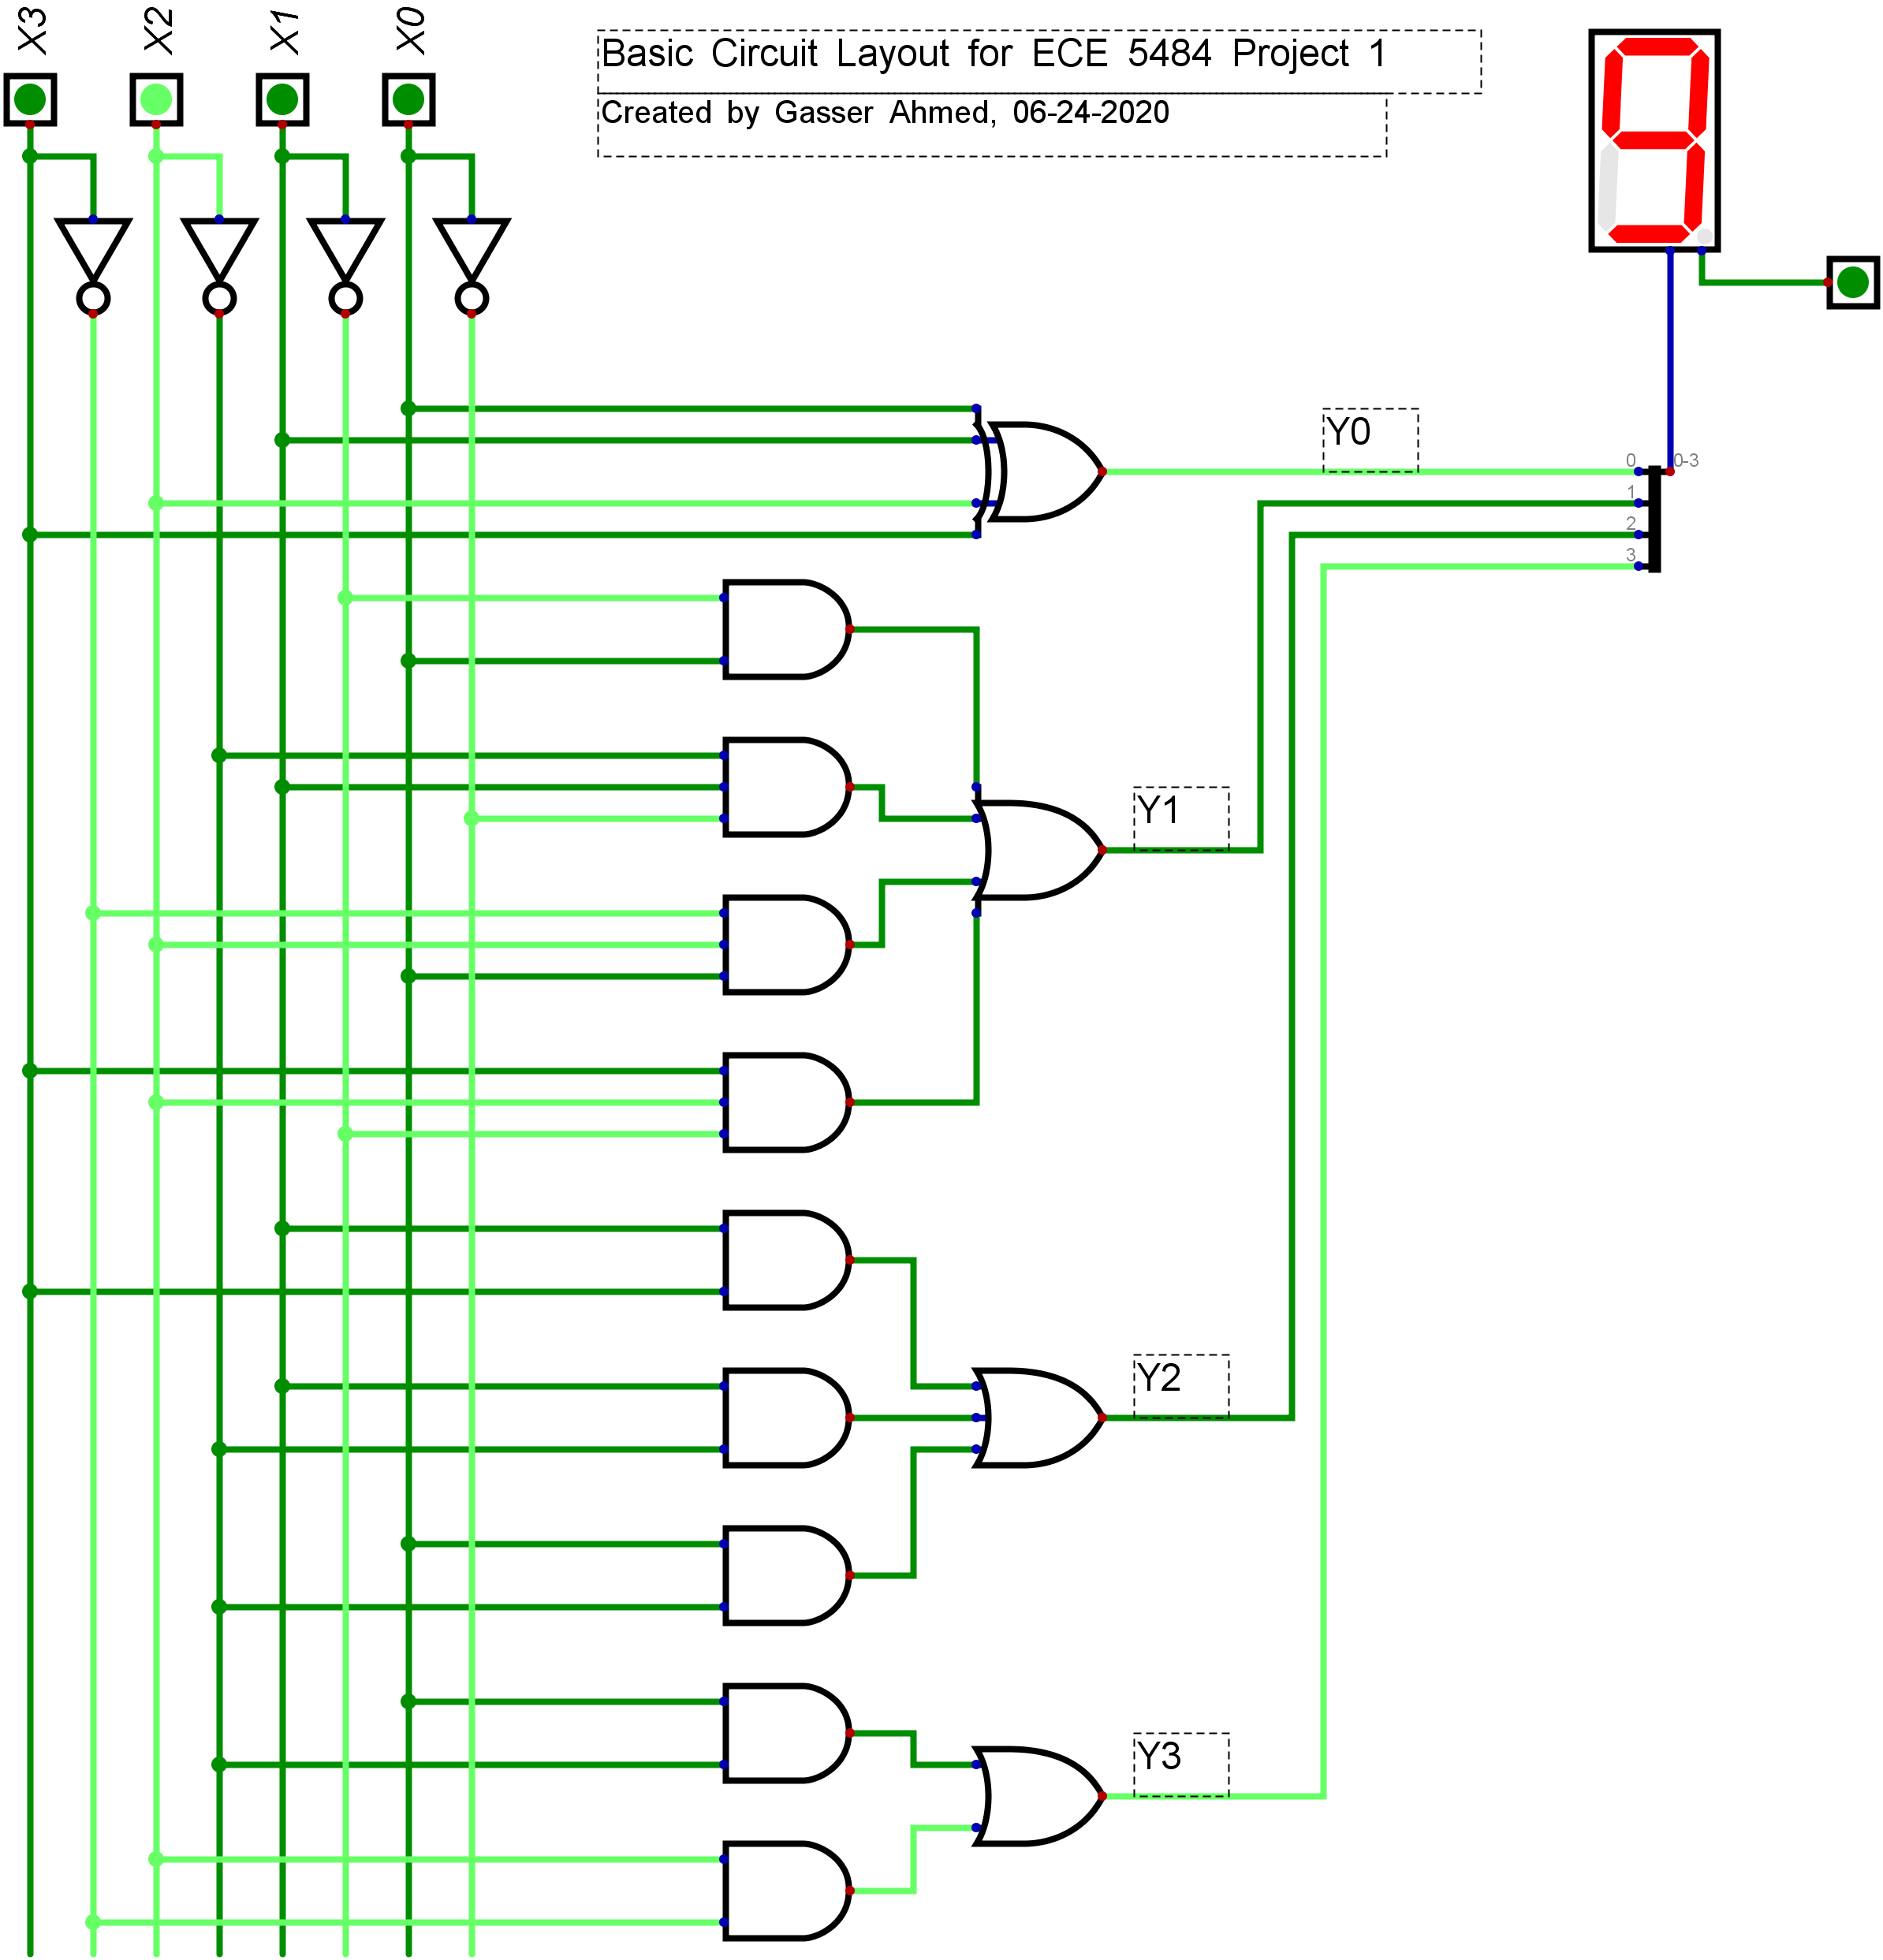 X3
X2
X1
X0
Basic Circuit Layout for ECE 5484 Project 1
Created by Gasser Ahmed, 06-24-2020
Y0
0
0-3
1
2
3
Y1
Y2
Y3